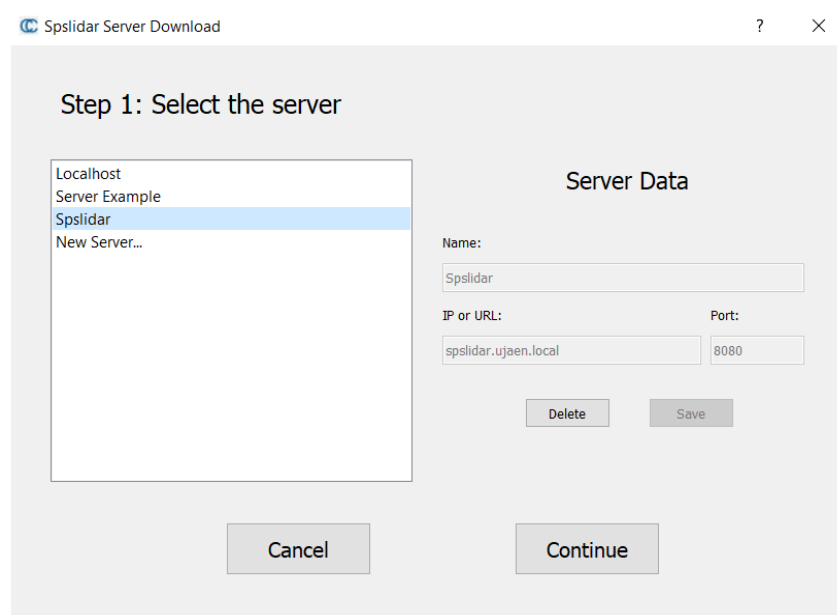 Spslidar Server Download
?
Step 1: Select the server
Localhost
Server Example
Spslidar
New Server...
Server Data
Name:
Spslidar
IP or URL: Port:
spslidar.ujaen.local 8080
Delete Save
Cancel Continue